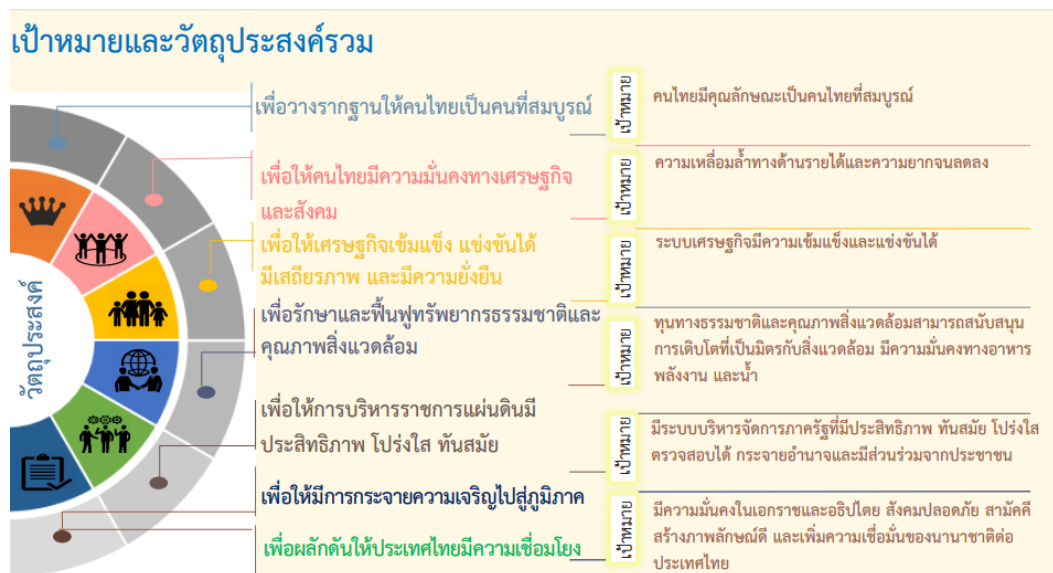 เป้าหมายและวัตถุประสงค์รวม
วัตถุประสงค์
เพื่อวางรากฐานให้คนไทยเป็นคนที่สมบูรณ์
เป้าหมาย
คนไทยมีคุณลักษณะเป็นคนไทยที่สมบูรณ์
เพื่อให้คนไทยมีความมั่นคงทางเศรษฐกิจ
และสังคม
เป้าหมาย
ความเหลื่อมล้ำทางด้านรายได้และความยากจนลดลง
เพื่อให้เศรษฐกิจเข้มแข็ง แข่งขันได้
มีเสถียรภาพ และมีความยั่งยืน
เป้าหมาย
ระบบเศรษฐกิจมีความเข้มแข็งและแข่งขันได้
เพื่อรักษาและฟื้นฟูทรัพยากรธรรมชาติและ
คุณภาพสิ่งแวดล้อม
เป้าหมาย
ทุนทางธรรมชาติและคุณภาพสิ่งแวดล้อมสามารถสนับสนุน
การเติบโตที่เป็นมิตรกับสิ่งแวดล้อม มีความมั่นคงทางอาหาร
พลังงาน และน้ำ
เพื่อให้การบริหารราชการแผ่นดินมี
ประสิทธิภาพ โปร่งใส ทันสมัย
เป้าหมาย
มีระบบบริหารจัดการภาครัฐที่มีประสิทธิภาพ ทันสมัย โปร่งใส
ตรวจสอบได้ กระจายอำนาจและมีส่วนร่วมจากประชาชน
เพื่อให้มีการกระจายความเจริญไปสู่ภูมิภาค
เพื่อผลักดันให้ประเทศไทยมีความเชื่อมโยง
เป้าหมาย
มีความมั่นคงในเอกราชและอธิปไตย สังคมปลอดภัย สามัคคี
สร้างภาพลักษณ์ดี และเพิ่มความเชื่อมั่นของนานาชาติต่อ
ประเทศไทย